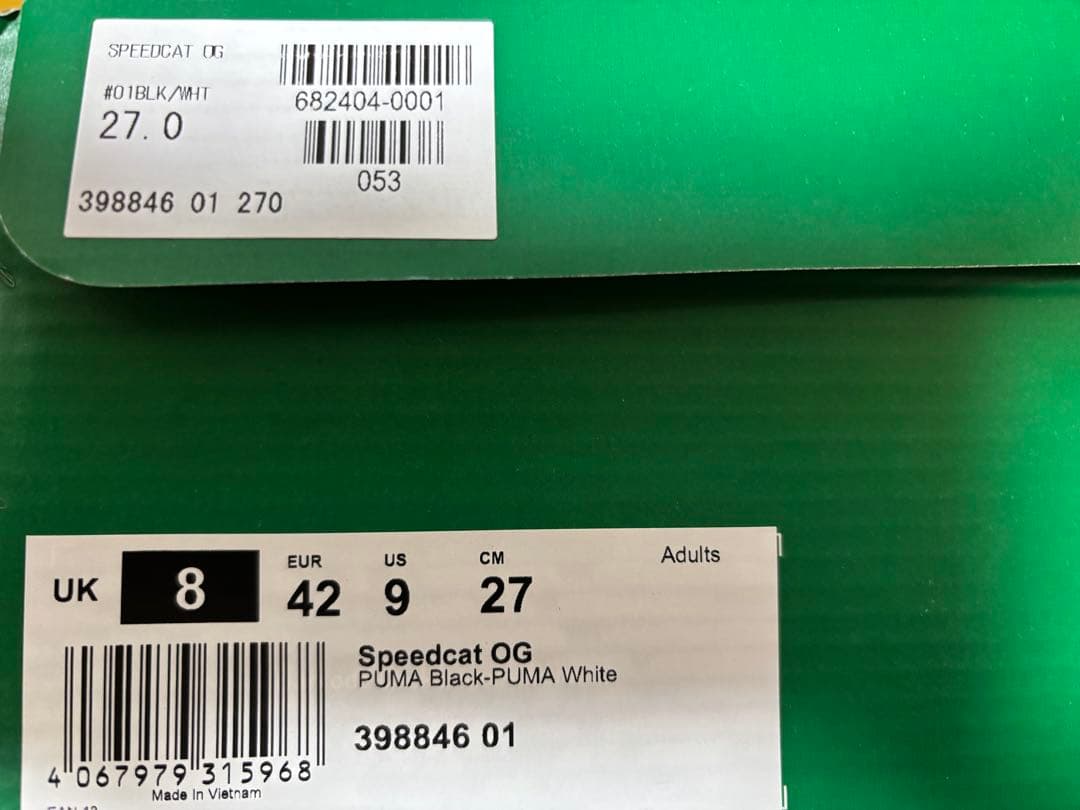 SPEEDCAT OG
#01BLK/WHT
682404-0001
27.0
053
398846 01 270
UK 8 EUR 42 US 9 CM 27 Adults
Speedcat OG
PUMA Black-PUMA White
398846 01
4 067979 315968
Made in Vietnam